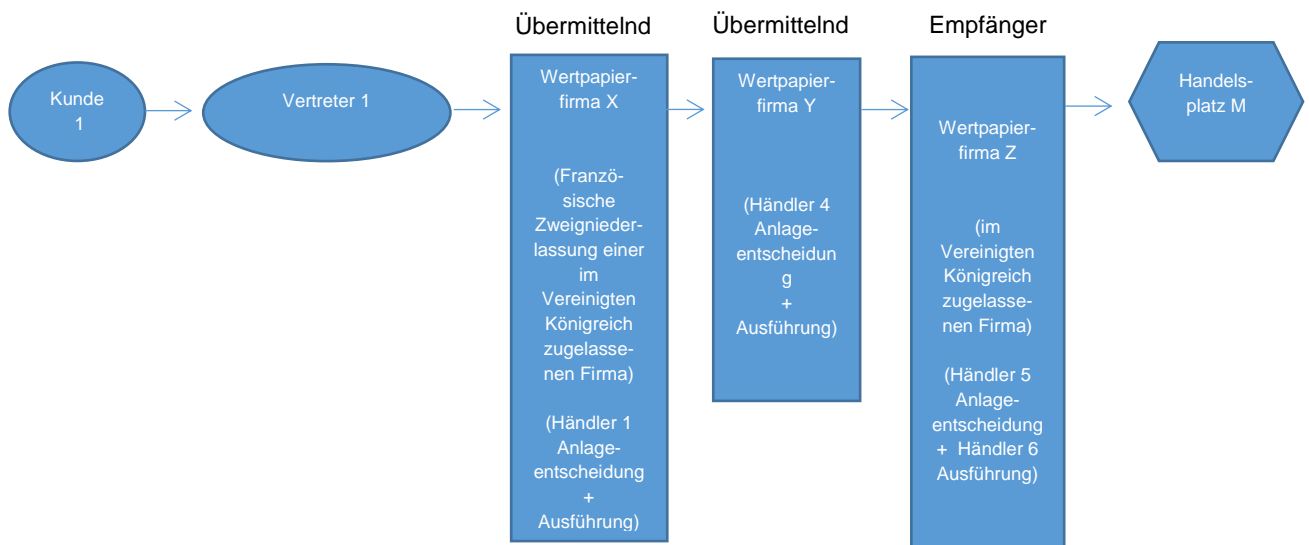 Übermittelnd
Übermittelnd
Empfänger
Kunde
1
Vertreter 1
Wertpapier-
firma X
(Franzö-
sische
Zweignieder-
lassung einer
im
Vereinigten
Königreich
zugelasse-
nen Firma)
(Händler 1
Anlage-
entscheidung
+
Ausführung)
Wertpapier-
firma Y
(Händler 4
Anlage-
entscheidun
g
+
Ausführung)
Wertpapier-
firma Z
(im
Vereinigten
Königreich
zugelasse-
nen Firma)
(Händler 5
Anlage-
entscheidung
+ Händler 6
Ausführung)
Handels-
platz M